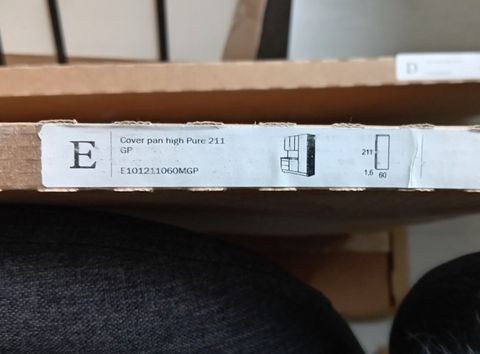 D
E
Cover pan high Pure 211
GP
E101211060MGP
211
1,6 60